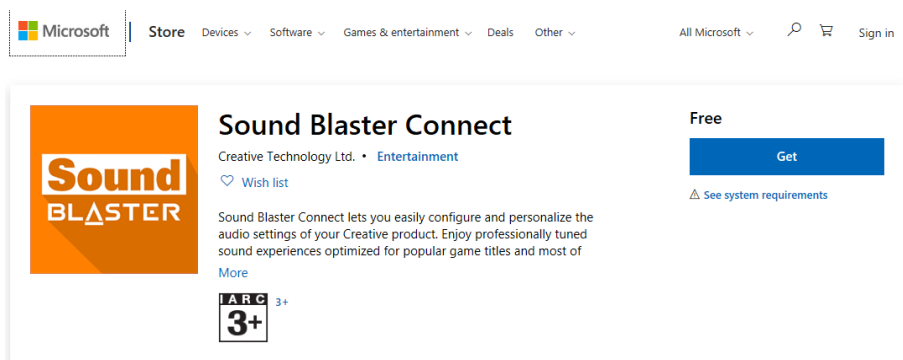 Microsoft Store Devices Software Games & entertainment Deals Other All Microsoft Sign in
Sound
BLASTER
Sound Blaster Connect
Creative Technology Ltd. • Entertainment
Wish list
Sound Blaster Connect lets you easily configure and personalize the
audio settings of your Creative product. Enjoy professionally tuned
sound experiences optimized for popular game titles and most of
More
IARC
3+
3+
Free
Get
See system requirements